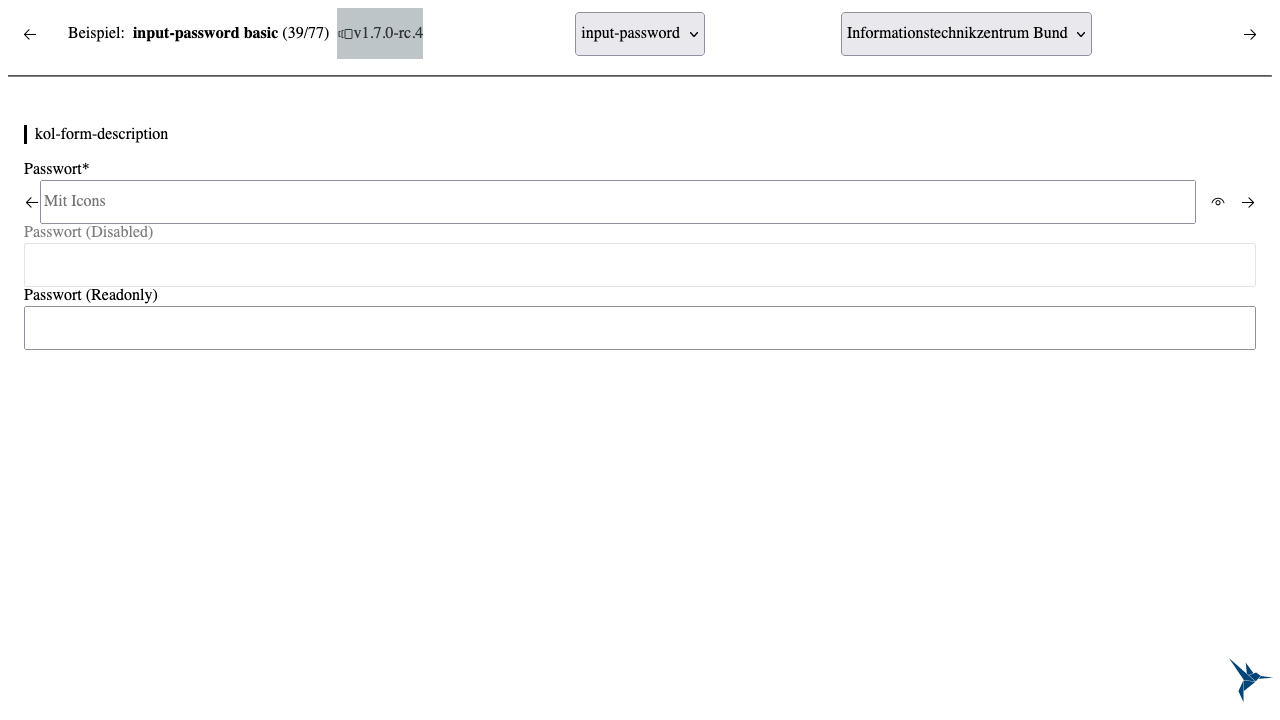 Beispiel: input-password basic (39/77) v1.7.0-rc.4 input-password Informationstechnikzentrum Bund
kol-form-description
Passwort*
Mit Icons
Passwort (Disabled)
Passwort (Readonly)